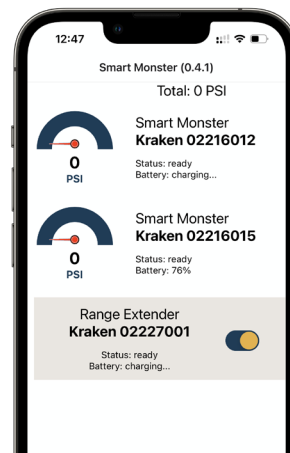 12:47
Smart Monster (0.4.1)
Total: 0 PSI
Smart Monster
Kraken 02216012
0
PSI
Status: ready
Battery: charging...
Smart Monster
Kraken 02216015
0
PSI
Status: ready
Battery: 76%
Range Extender
Kraken 02227001
Status: ready
Battery: charging...